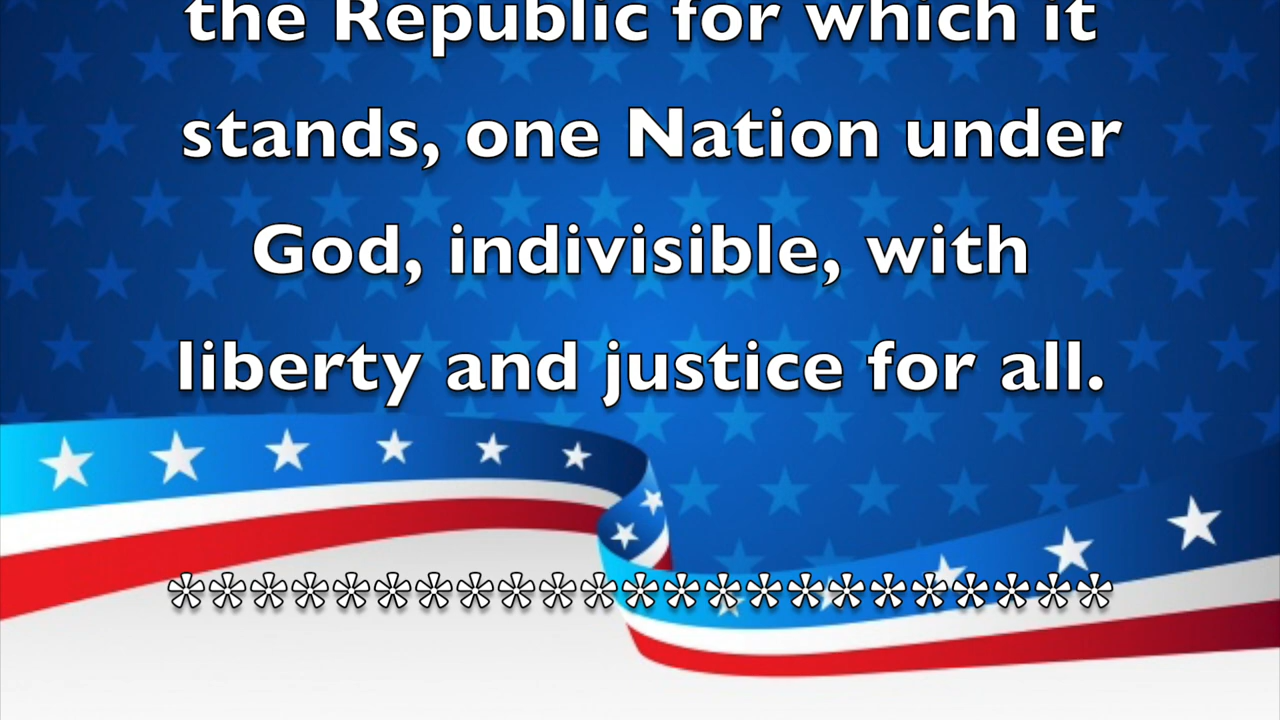 the Republic for which it
stands, one Nation under
God, indivisible, with
liberty and justice for all.
***********************